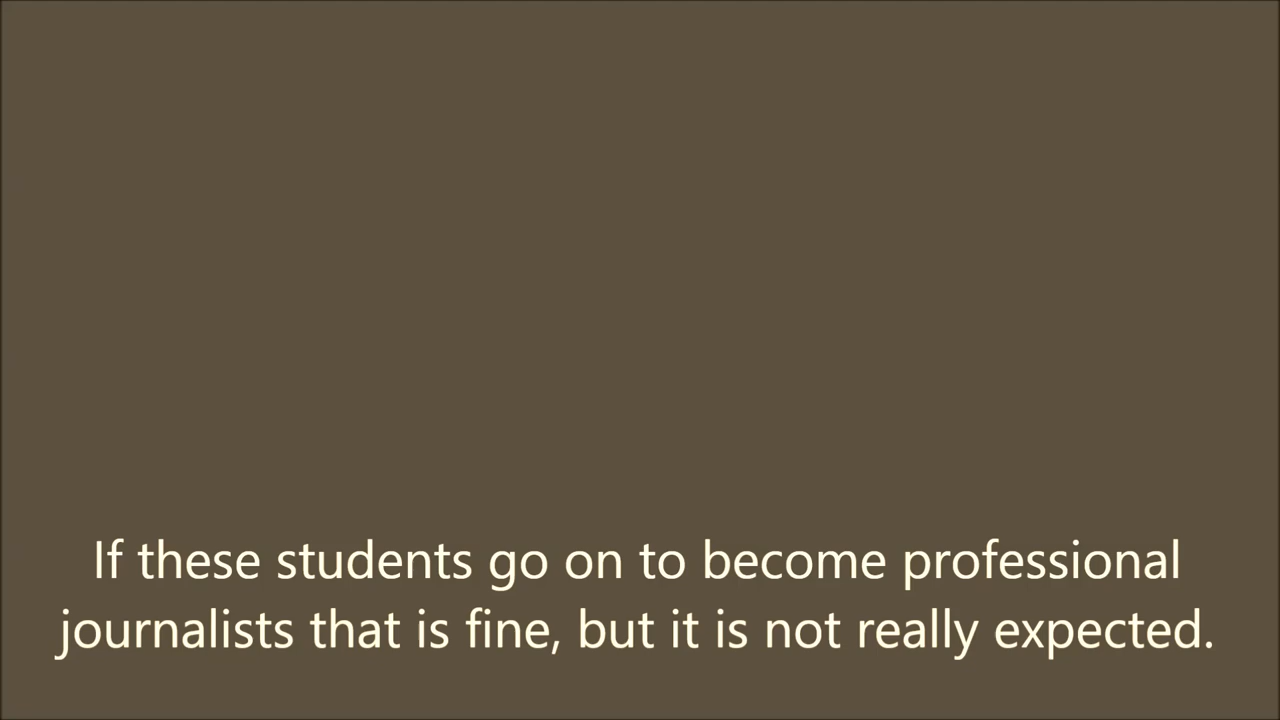 If these students go on to become professional
journalists that is fine, but it is not really expected.